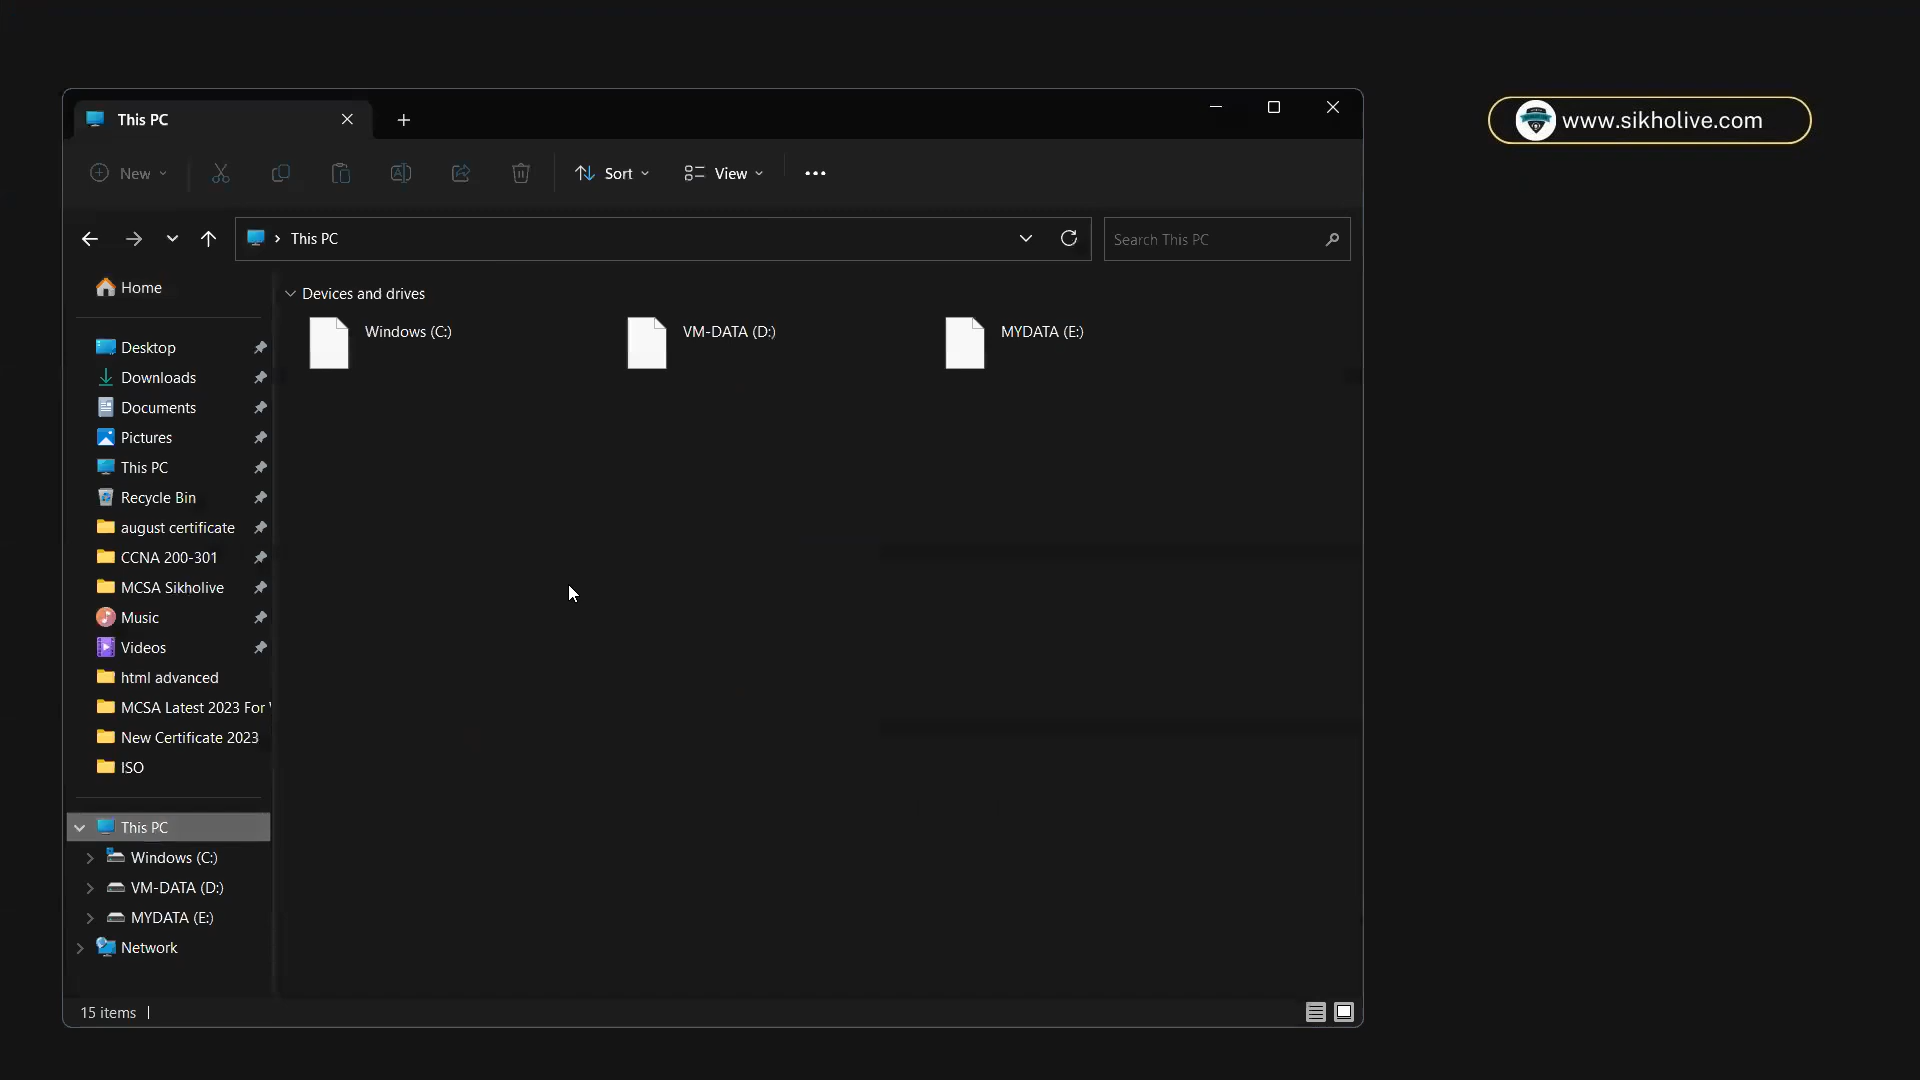 This PC
www.sikholive.com
New
Sort
View
This PC
Search This PC
Home
Devices and drives
Windows (C:)
VM-DATA (D:)
MYDATA (E:)
Desktop
Downloads
Documents
Pictures
This PC
Recycle Bin
august certificate
CCNA 200-301
MCSA Sikholive
Music
Videos
html advanced
MCSA Latest 2023 For
New Certificate 2023
ISO
This PC
Windows (C:)
VM-DATA (D:)
MYDATA (E:)
Network
15 items